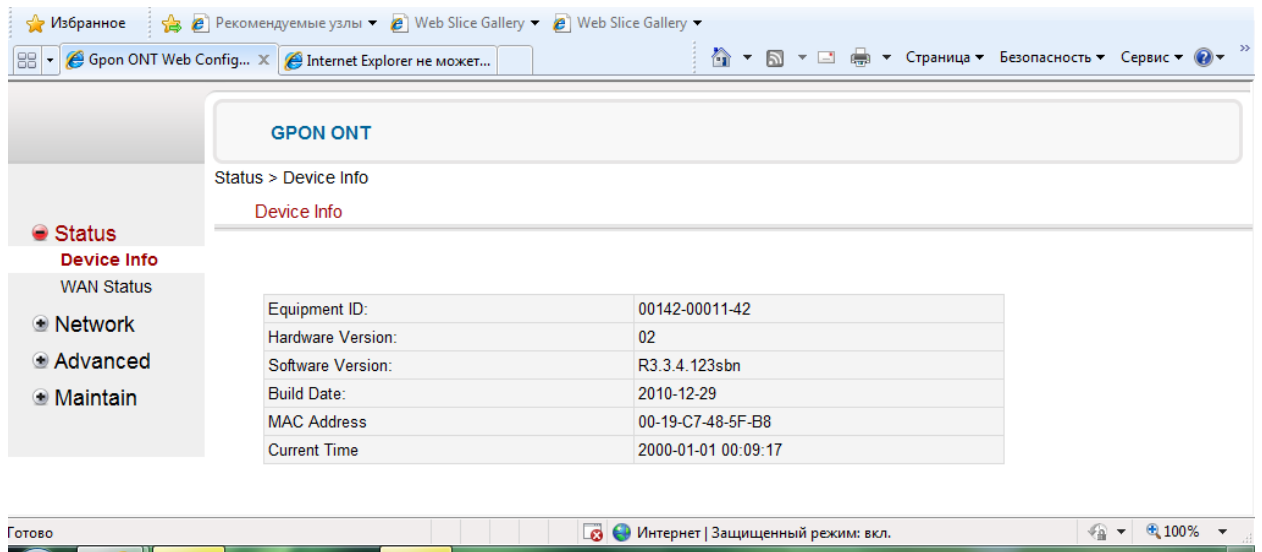 Избранное Рекомендуемые узлы Web Slice Gallery Web Slice Gallery
Gpon ONT Web Config... X Internet Explorer не может... Страница Безопасность Сервис »
GPON ONT
Status > Device Info
Device Info
Status
Device Info
WAN Status
Network
Advanced
Maintain
Equipment ID: 00142-00011-42
Hardware Version: 02
Software Version: R3.3.4.123sbn
Build Date: 2010-12-29
MAC Address 00-19-C7-48-5F-B8
Current Time 2000-01-01 00:09:17
Готово Интернет | Защищенный режим: вкл. 100%